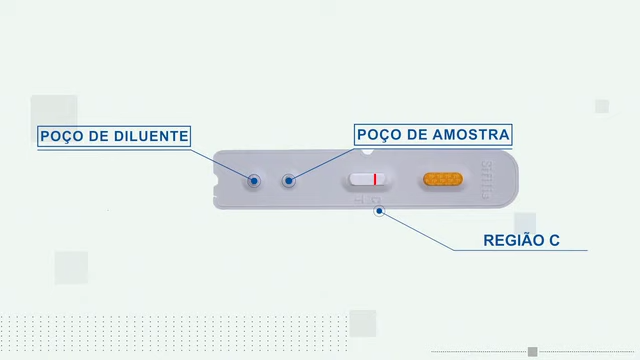 POÇO DE DILUENTE
POÇO DE AMOSTRA
T C
REGIÃO C